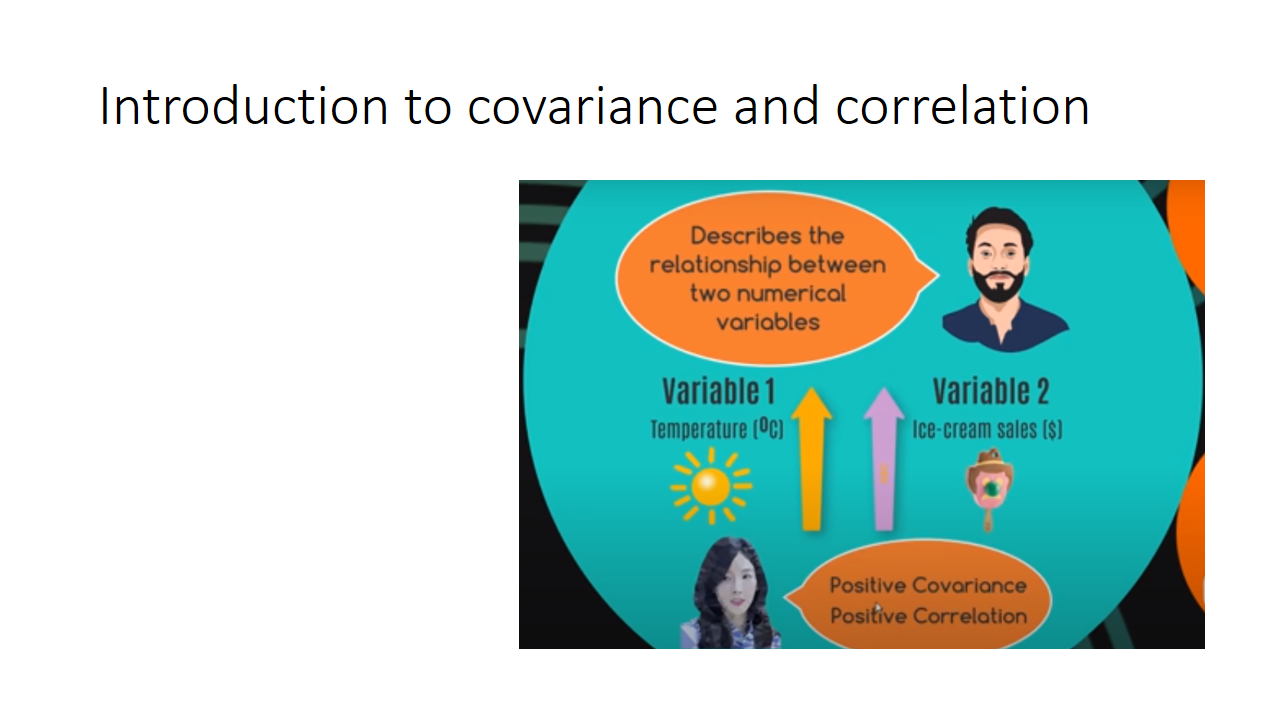 Introduction to covariance and correlation
Describes the
relationship between
two numerical
variables
Variable 1
Temperature (ºC)
Variable 2
Ice-cream sales ($)
Positive Covariance
Positive Correlation